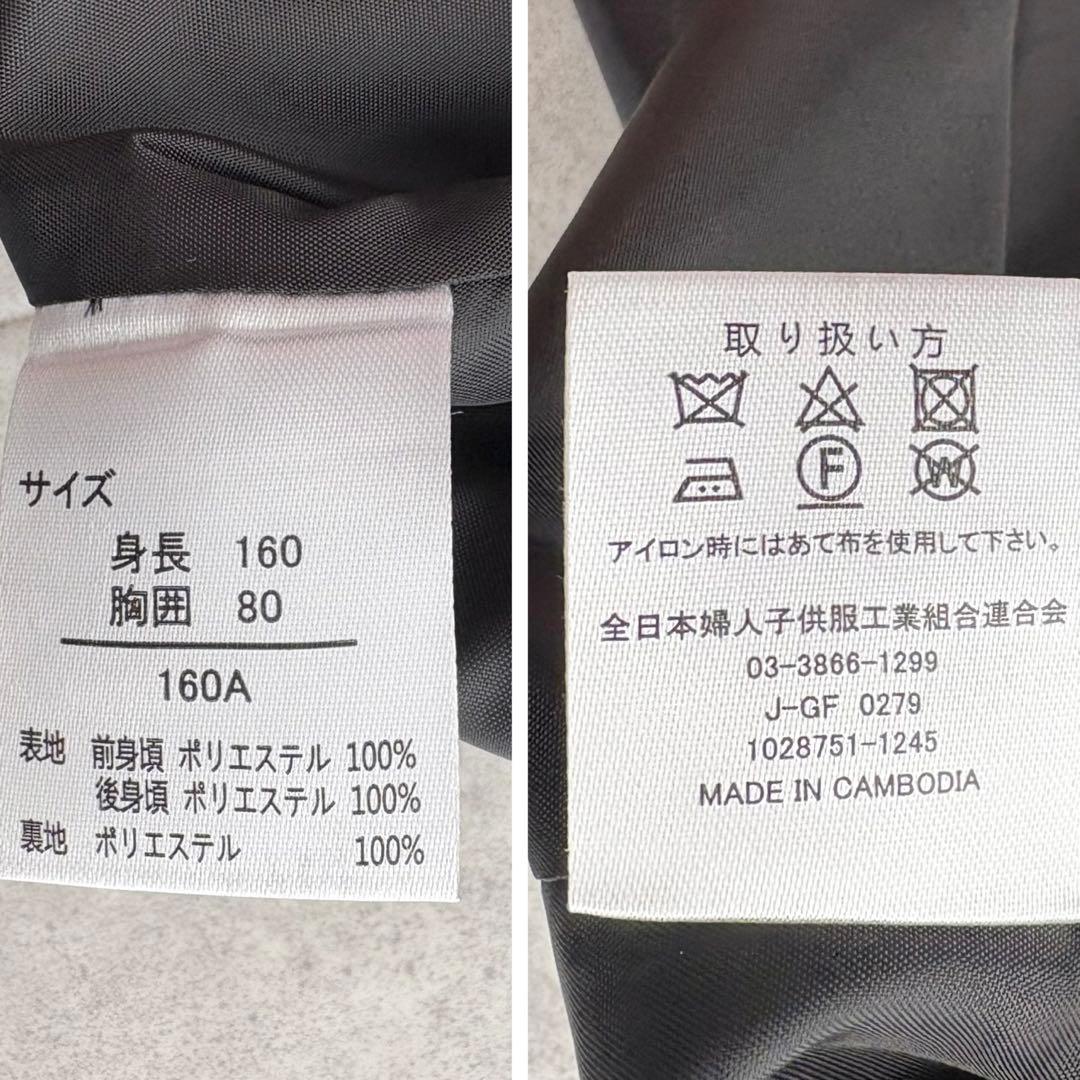 サイズ
身長 160
胸囲 80
160A
表地 前身頃 ポリエステル 100%
後身頃 ポリエステル 100%
裏地 ポリエステル 100%
取り扱い方
F
W
アイロン時にはあて布を使用して下さい。
全日本婦人子供服工業組合連合会
03-3866-1299
J-GF 0279
1028751-1245
MADE IN CAMBODIA